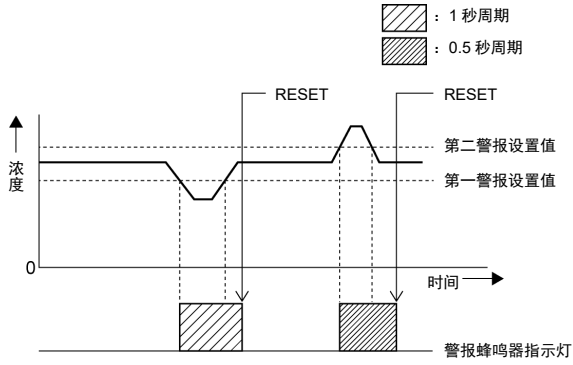 ：1 秒周期
：0.5 秒周期
RESET
RESET
第二警报设置值
第一警报设置值
浓度
0
时间
警报蜂鸣器指示灯